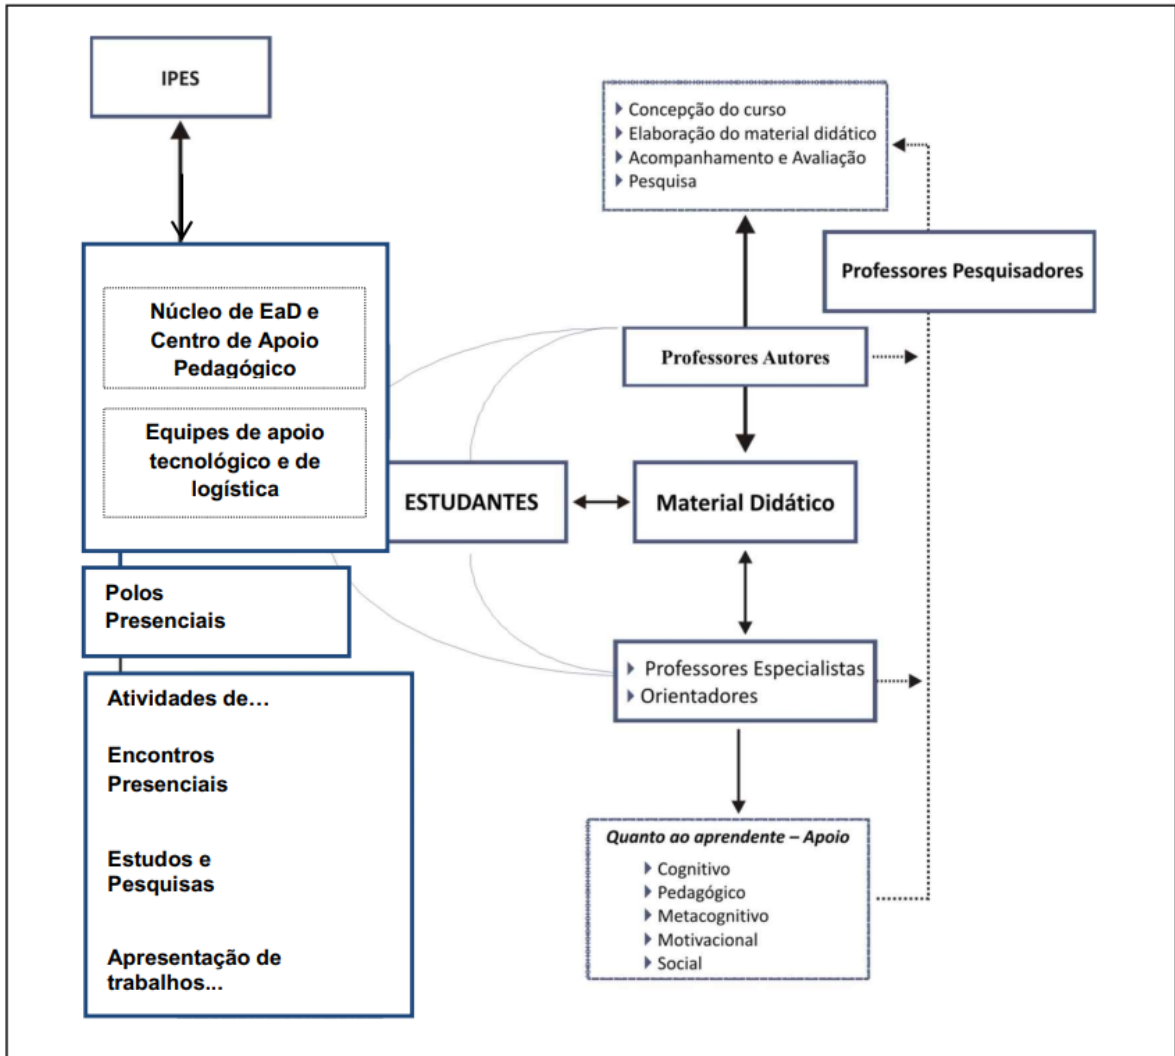 IPES
Núcleo de EaD e
Centro de Apoio
Pedagógico
Equipes de apoio
tecnológico e de
logística
Polos
Presenciais
Atividades de...
Encontros
Presenciais
Estudos e
Pesquisas
Apresentação de
trabalhos...
ESTUDANTES
Concepção do curso
Elaboração do material didático
Acompanhamento e Avaliação
Pesquisa
Professores Pesquisadores
Professores Autores
Material Didático
Professores Especialistas
Orientadores
Quanto ao aprendente – Apoio
Cognitivo
Pedagógico
Metacognitivo
Motivacional
Social